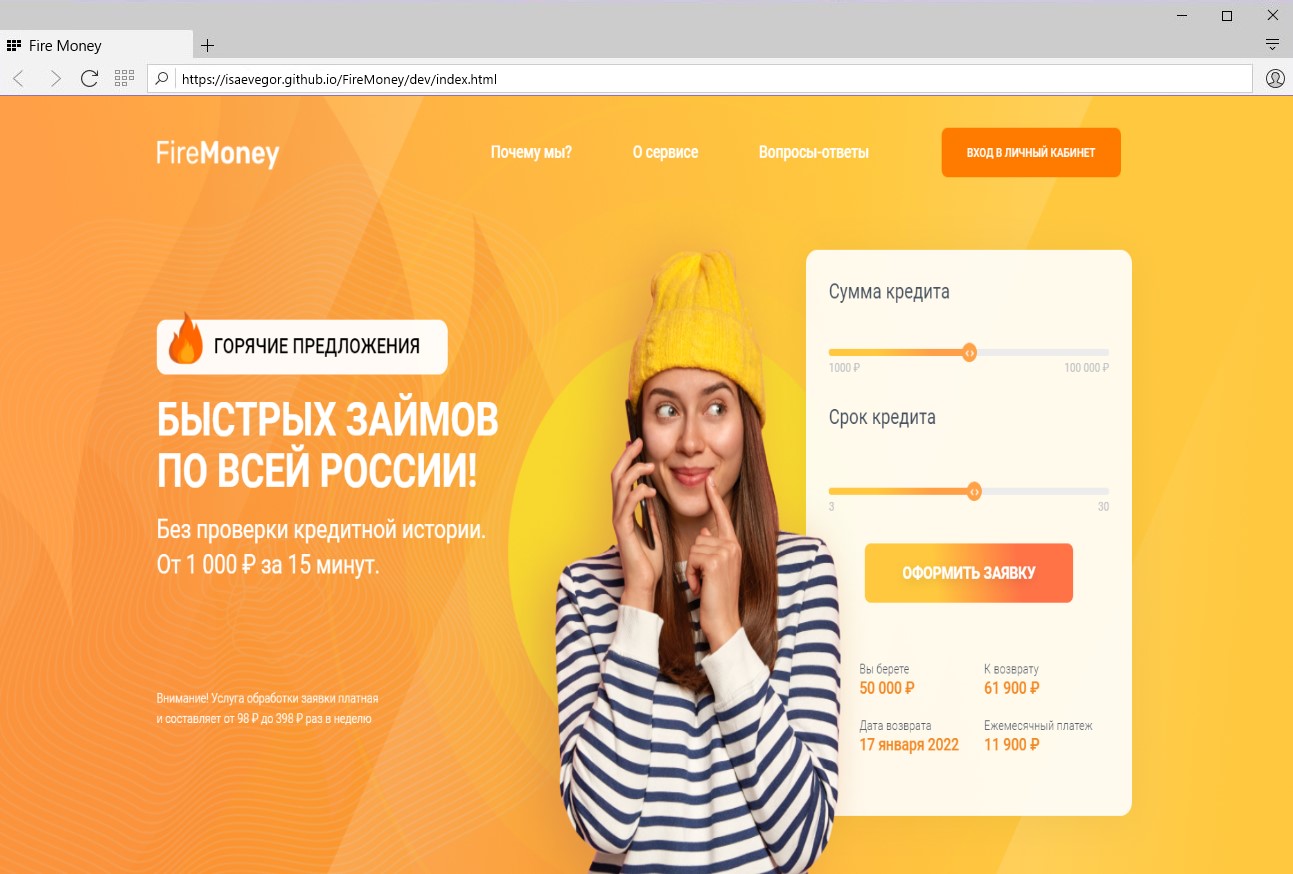 Fire Money
https://isaevegor.github.io/FireMoney/dev/index.html
FireMoney
Почему мы?
О сервисе
Вопросы-ответы
ВХОД В ЛИЧНЫЙ КАБИНЕТ
ГОРЯЧИЕ ПРЕДЛОЖЕНИЯ
БЫСТРЫХ ЗАЙМОВ
ПО ВСЕЙ РОССИИ!
Без проверки кредитной истории.
От 1 000 ₽ за 15 минут.
Внимание! Услуга обработки заявки платная
и составляет от 98 ₽ до 398 ₽ раз в неделю
Сумма кредита
1000 ₽ 100 000 ₽
Срок кредита
3 30
ОФОРМИТЬ ЗАЯВКУ
Вы берете К возврату
50 000 ₽ 61 900 ₽
Дата возврата Ежемесячный платеж
17 января 2022 11 900 ₽